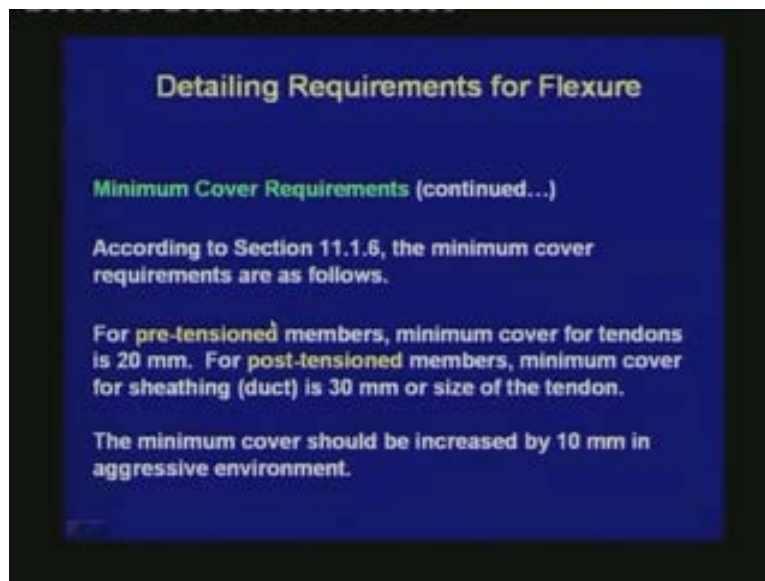 Detailing Requirements for Flexure
Minimum Cover Requirements (continued...)
According to Section 11.1.6, the minimum cover
requirements are as follows.
For pre-tensioned members, minimum cover for tendons
is 20 mm. For post-tensioned members, minimum cover
for sheathing (duct) is 30 mm or size of the tendon.
The minimum cover should be increased by 10 mm in
aggressive environment.